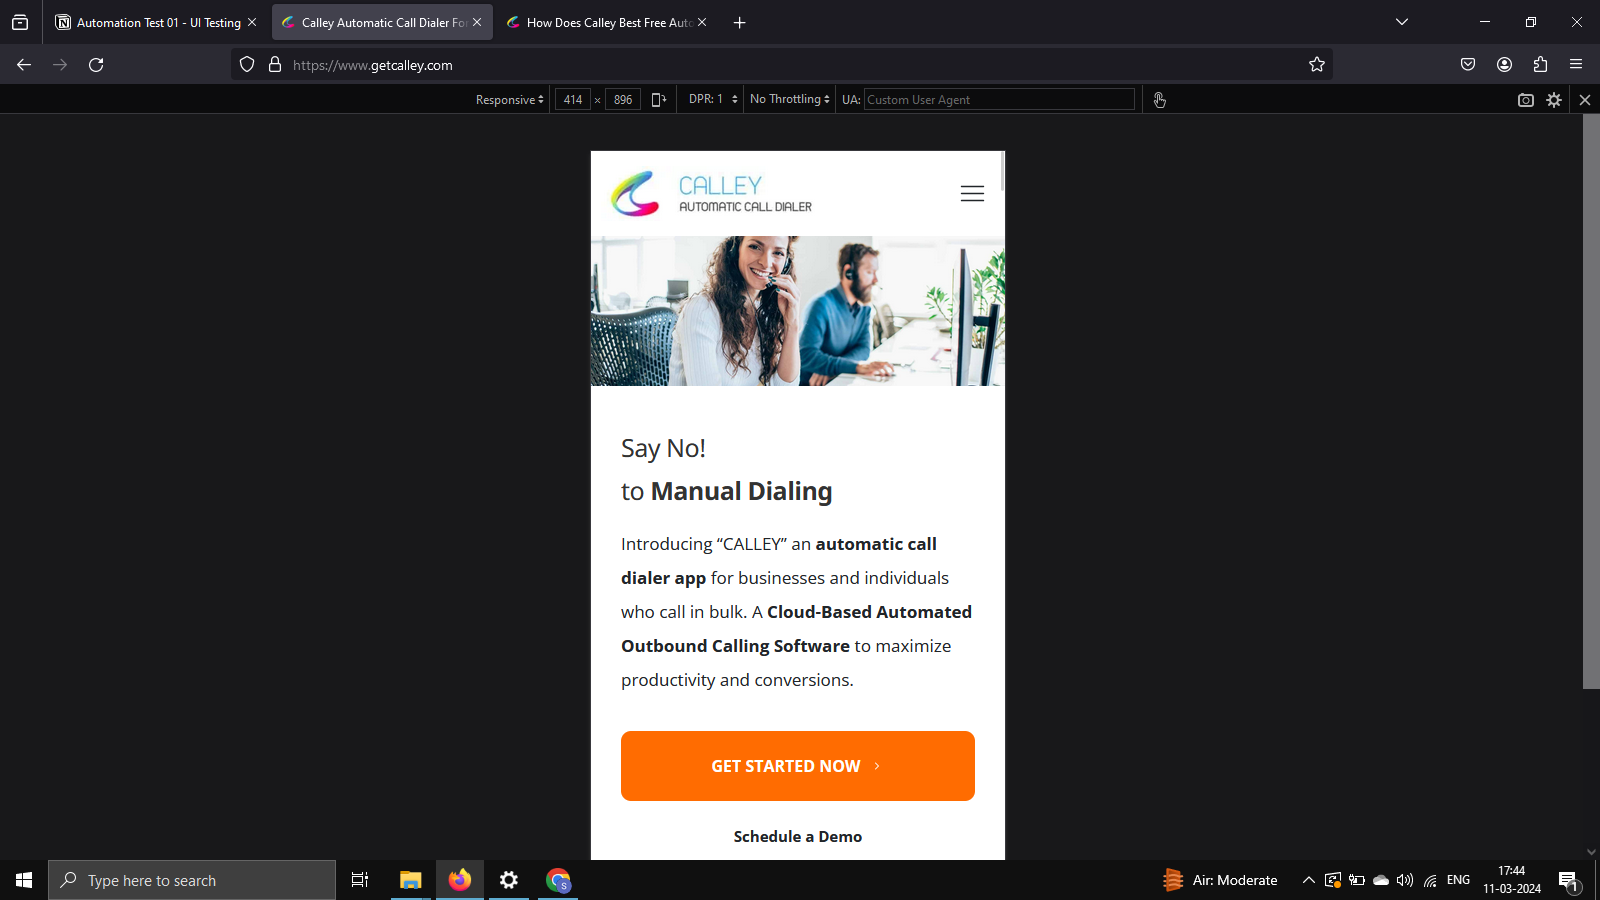 Automation Test 01 - UI Testing
Calley Automatic Call Dialer For
How Does Calley Best Free Auto
https://www.getcalley.com
Responsive
414 × 896
DPR: 1
No Throttling
UA: Custom User Agent
CALLEY
AUTOMATIC CALL DIALER
Say No!
to Manual Dialing
Introducing “CALLEY” an automatic call
dialer app for businesses and individuals
who call in bulk. A Cloud-Based Automated
Outbound Calling Software to maximize
productivity and conversions.
GET STARTED NOW
Schedule a Demo
Type here to search
S
Air: Moderate
ENG
17:44
11-03-2024
1